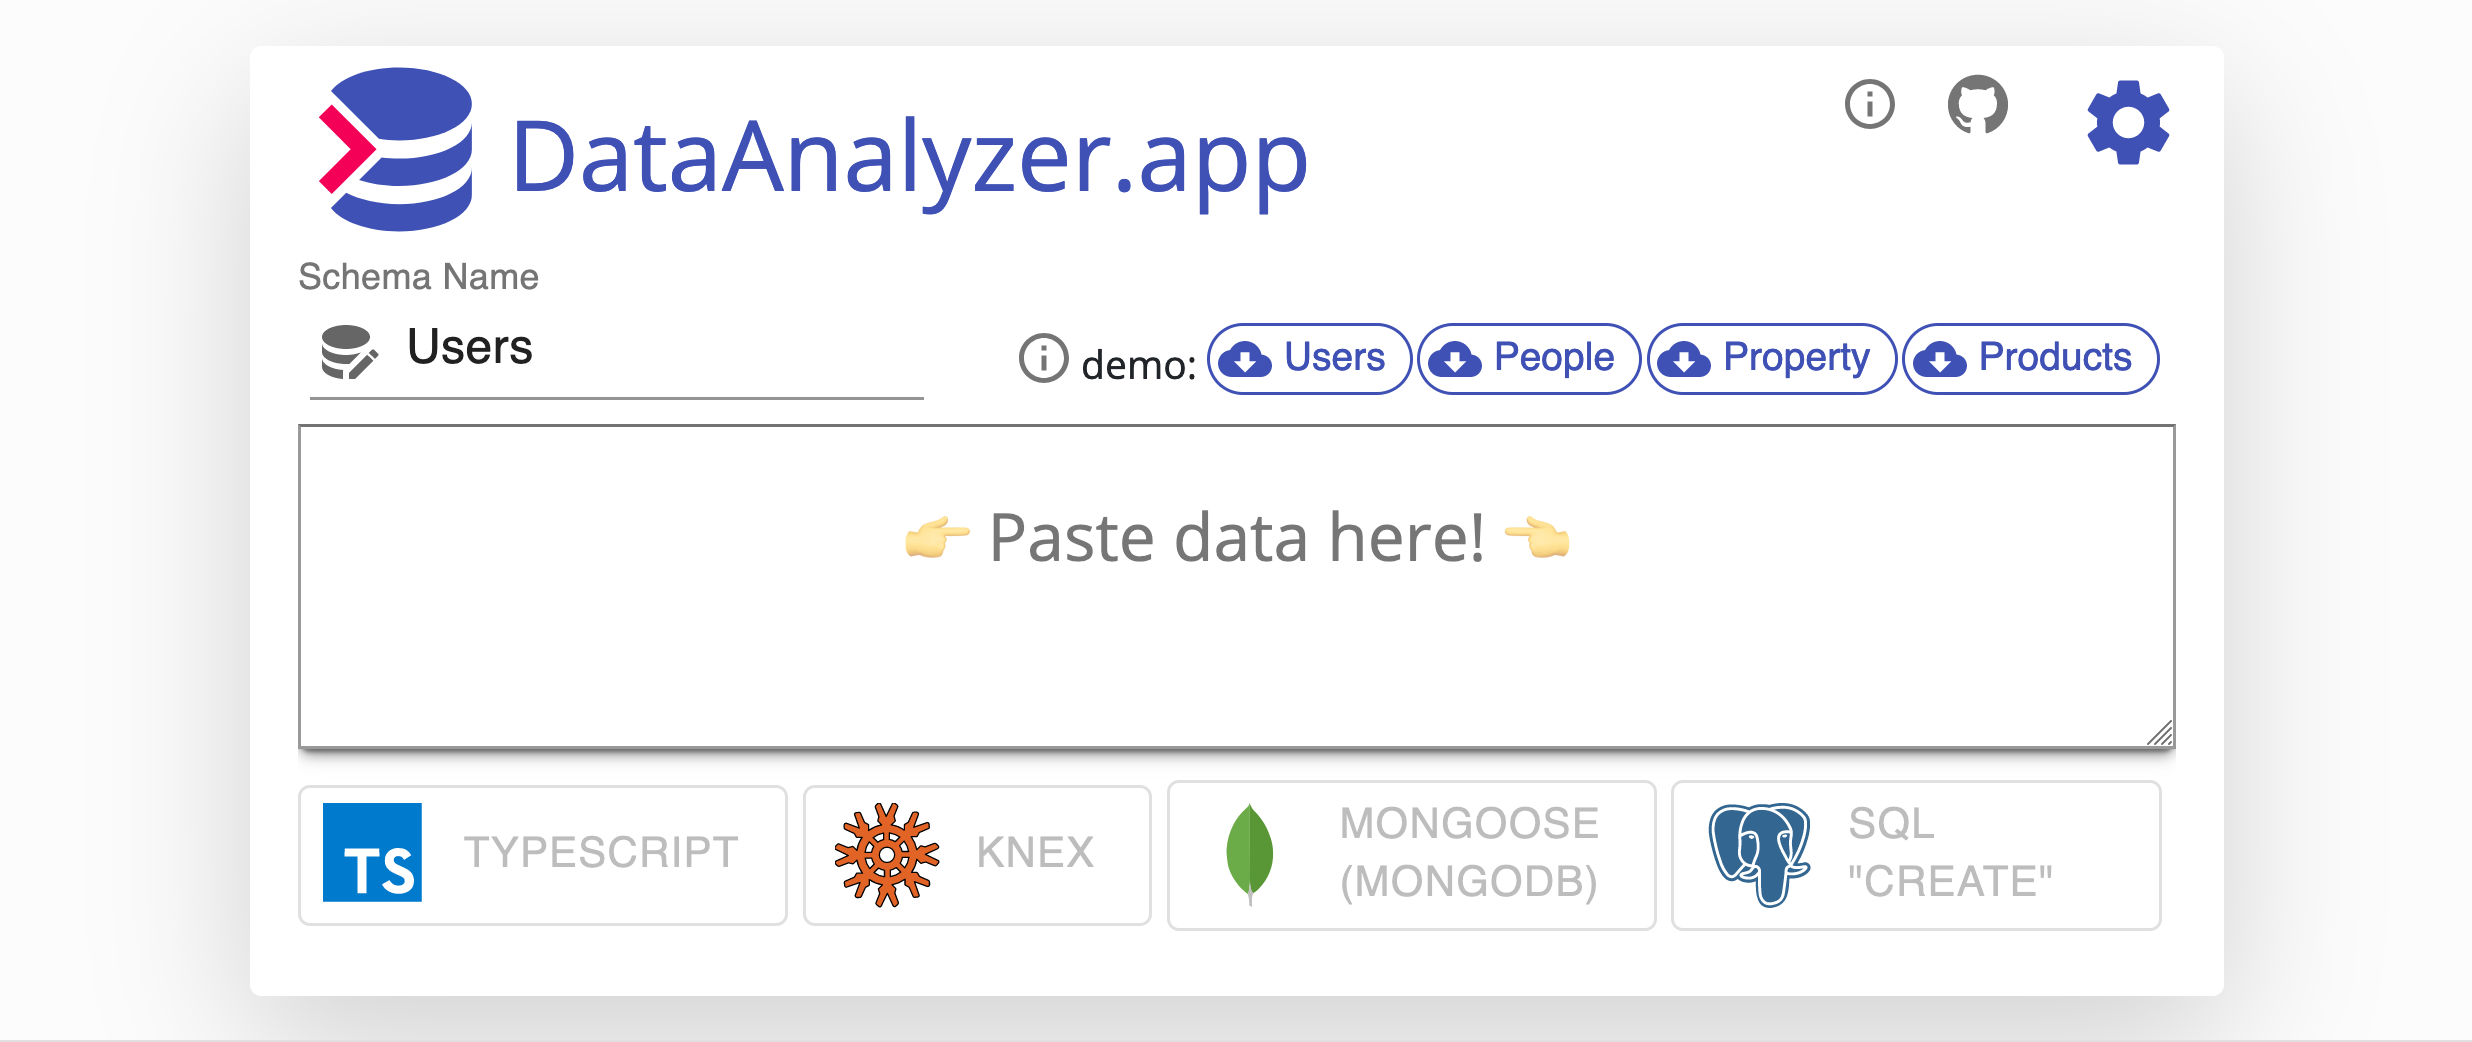 DataAnalyzer.app
Schema Name
Users
demo: Users People Property Products
👉 Paste data here! 👈
TS TYPESCRIPT
KNEX
MONGOOSE
(MONGODB)
SQL
"CREATE"